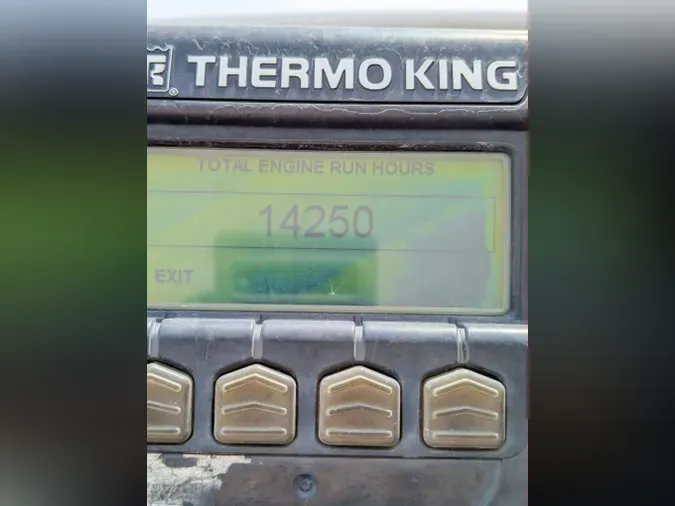 THERMO KING
TOTAL ENGINE RUN HOURS
14250
EXIT